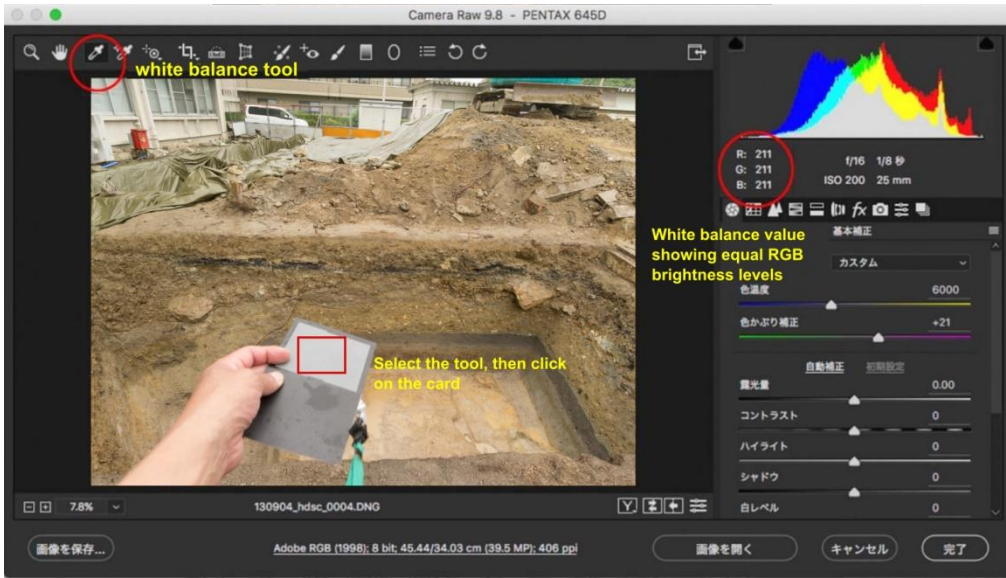 Camera Raw 9.8 - PENTAX 645D
white balance tool
R: 211
G: 211
B: 211
f/16 1/8 秒
ISO 200 25 mm
White balance value
showing equal RGB
brightness levels
基本補正
カスタム
色温度 6000
色かぶり補正 +21
自動補正 初期設定
露光量 0.00
コントラスト 0
ハイライト 0
シャドウ 0
白レベル 0
Select the tool, then click
on the card
7.8%
130904_hdsc_0004.DNG
Y
画像を保存...
Adobe RGB (1998); 8 bit; 45.44/34.03 cm (39.5 MP); 406 ppi
画像を開く
キャンセル
完了